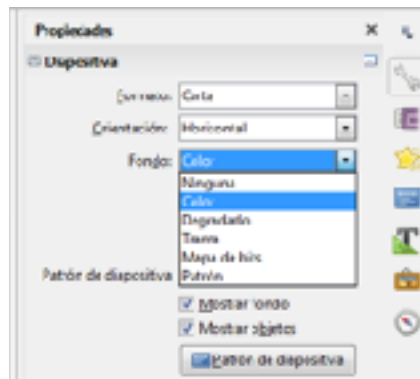 Propiedades
Diapositiva
Formato: Carta
Orientación: Horizontal
Fondo: Color
Ninguno
Color
Degradado
Trama
Mapa de bits
Patrón de diapositiva Patrón
Mostrar fondo
Mostrar objetos
Patrón de diapositiva